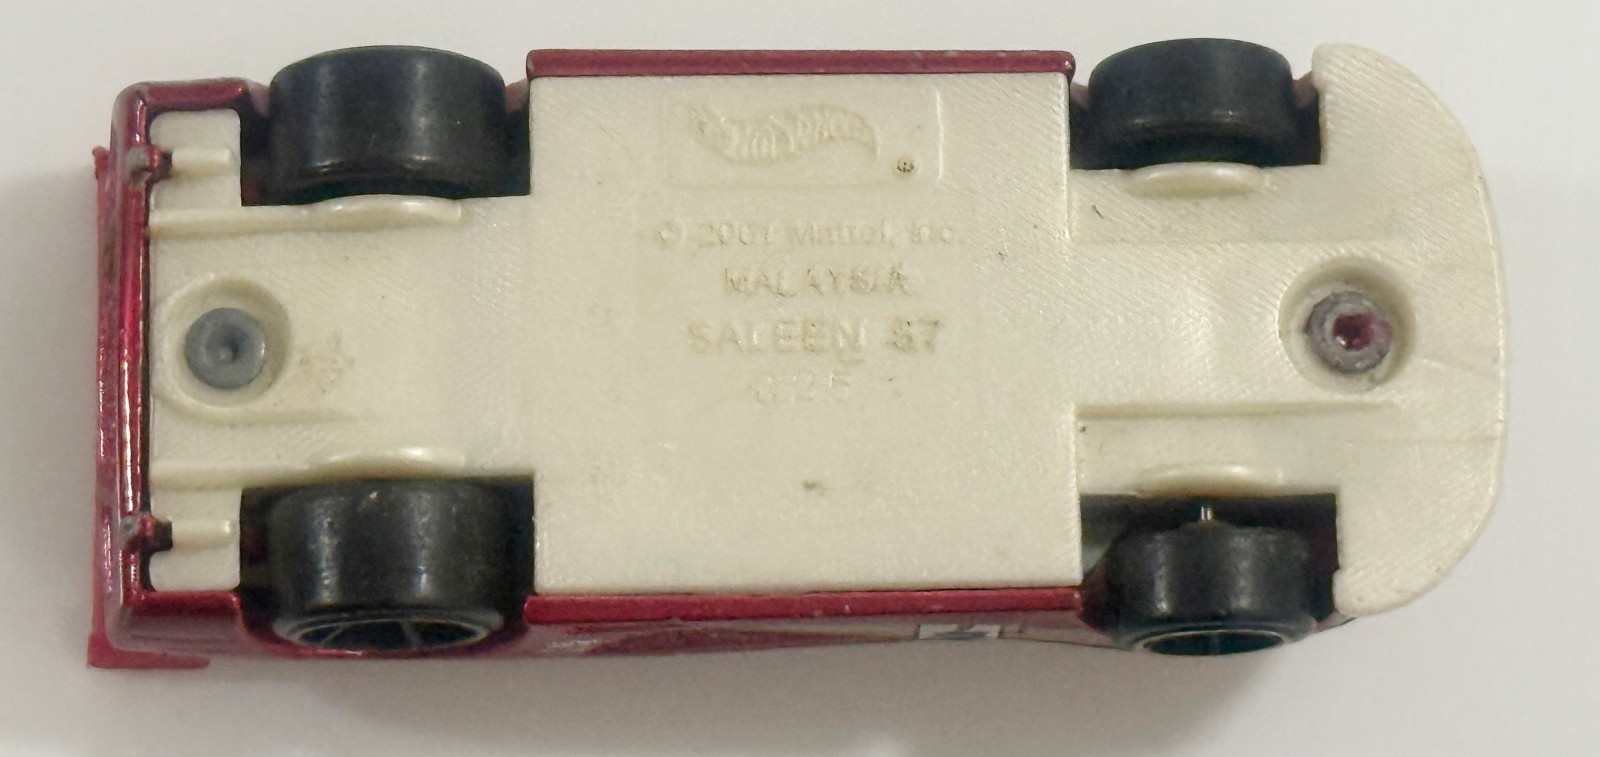 Hot Wheels ®
© 2001 Mattel, Inc.
MALAYSIA
SALEEN S7